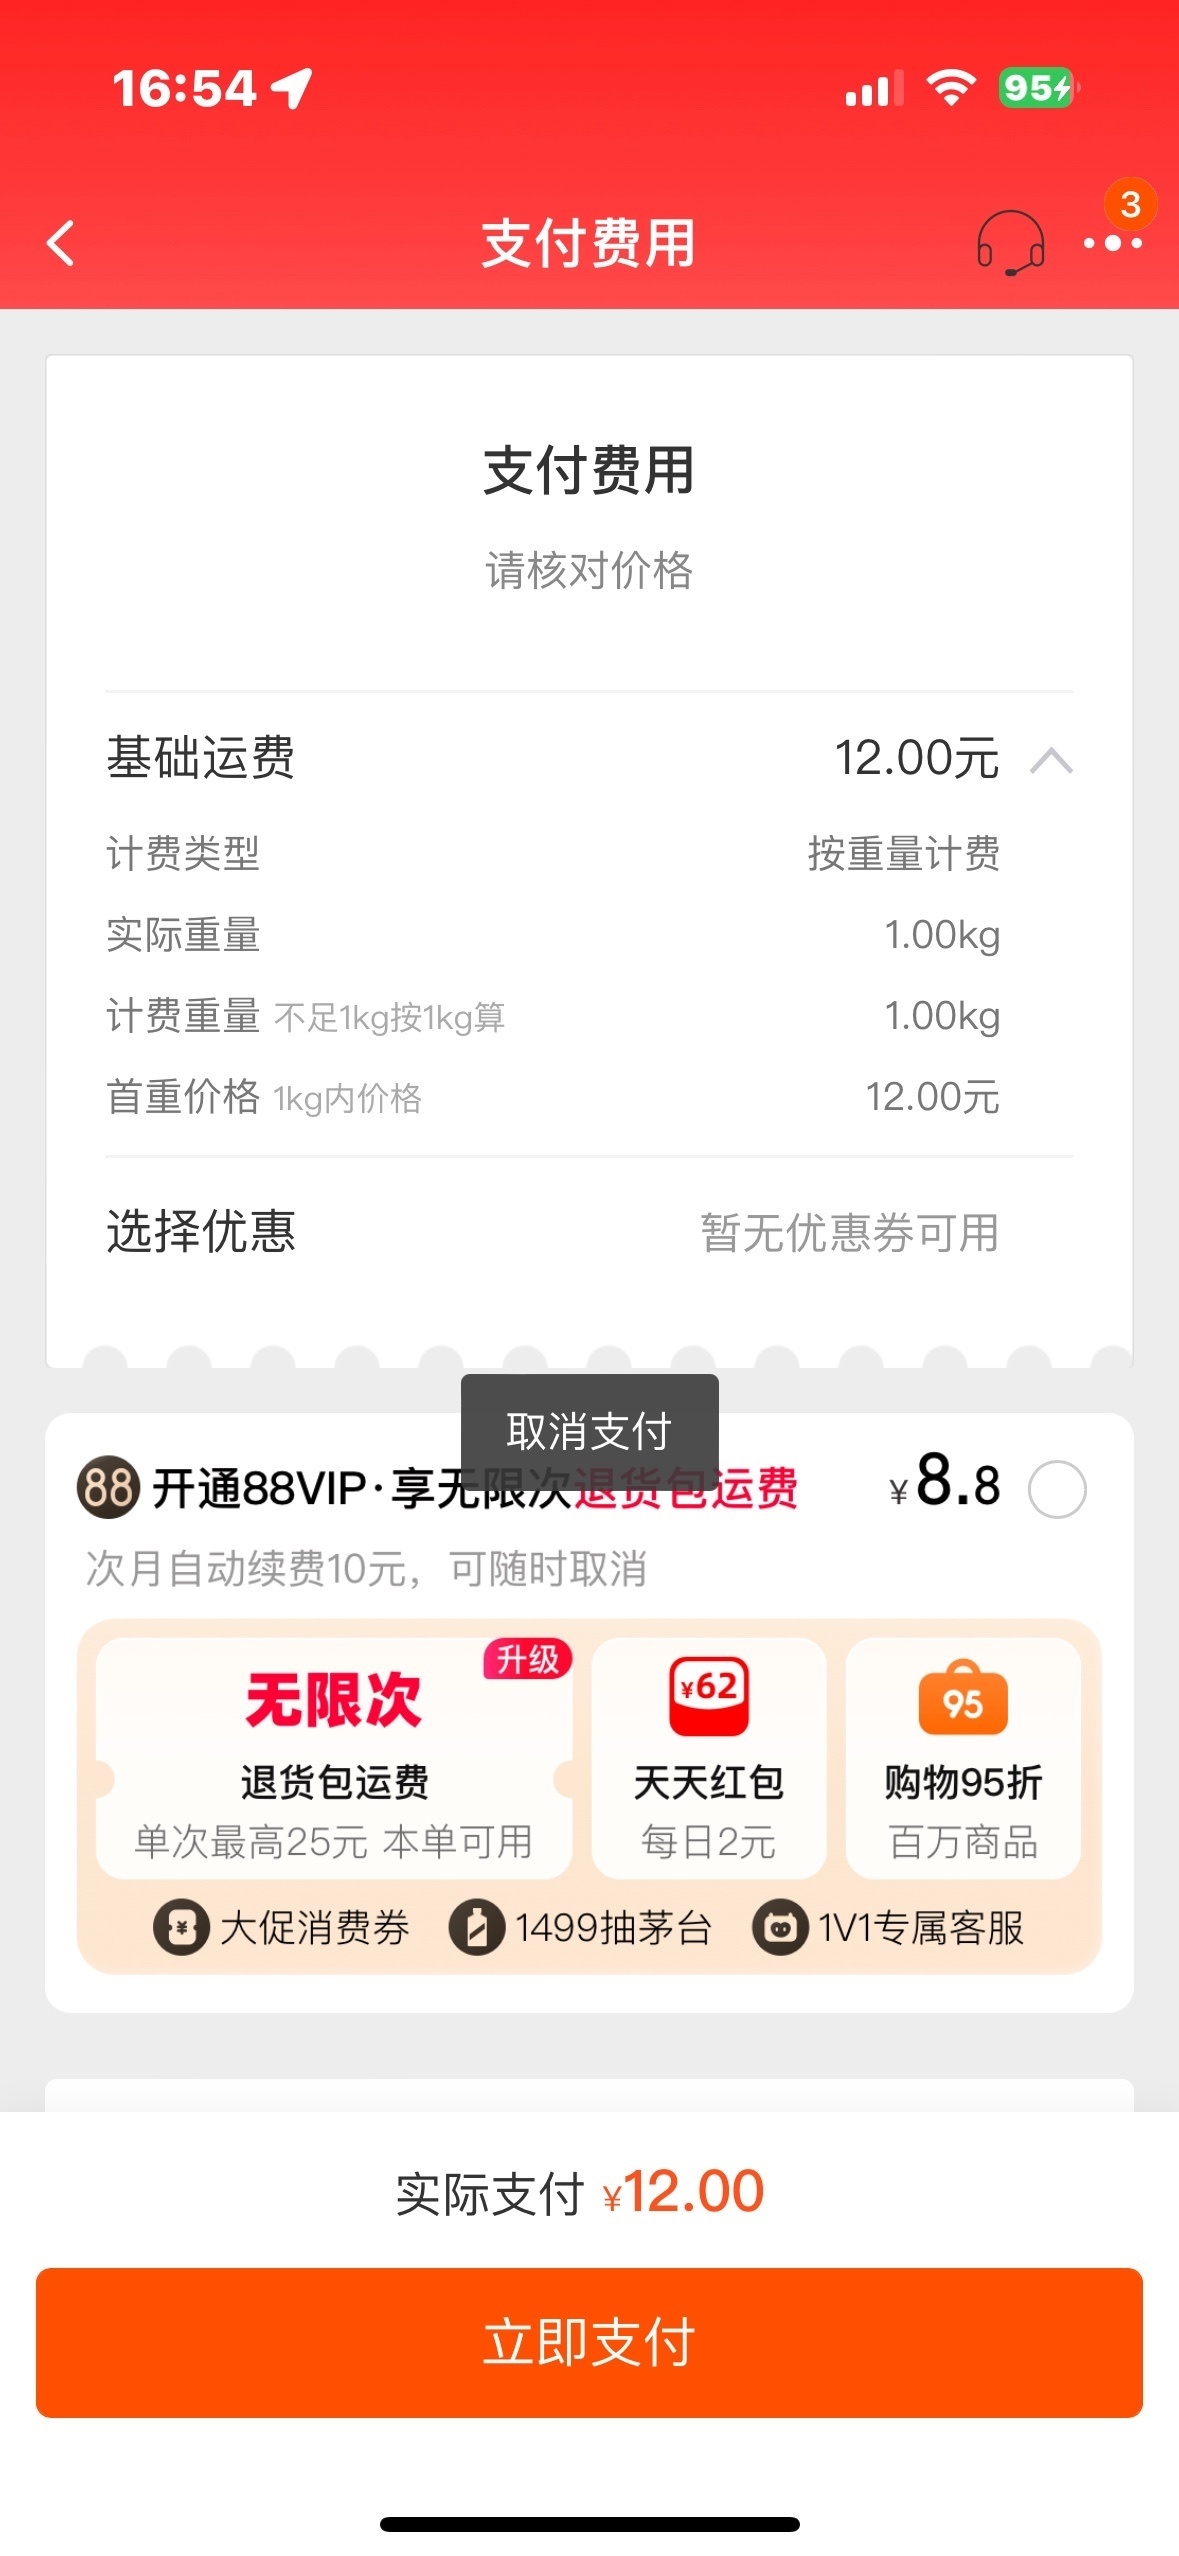 16:54
95
支付费用
3
支付费用
请核对价格
基础运费 12.00元
计费类型 按重量计费
实际重量 1.00kg
计费重量 不足1kg按1kg算 1.00kg
首重价格 1kg内价格 12.00元
选择优惠 暂无优惠券可用
取消支付
88 开通88VIP·享无限次退货包运费 ¥8.8
次月自动续费10元，可随时取消
升级
无限次 ¥62 95
退货包运费 天天红包 购物95折
单次最高25元 本单可用 每日2元 百万商品
¥ 大促消费券 1499抽茅台 1V1专属客服
实际支付 ¥12.00
立即支付